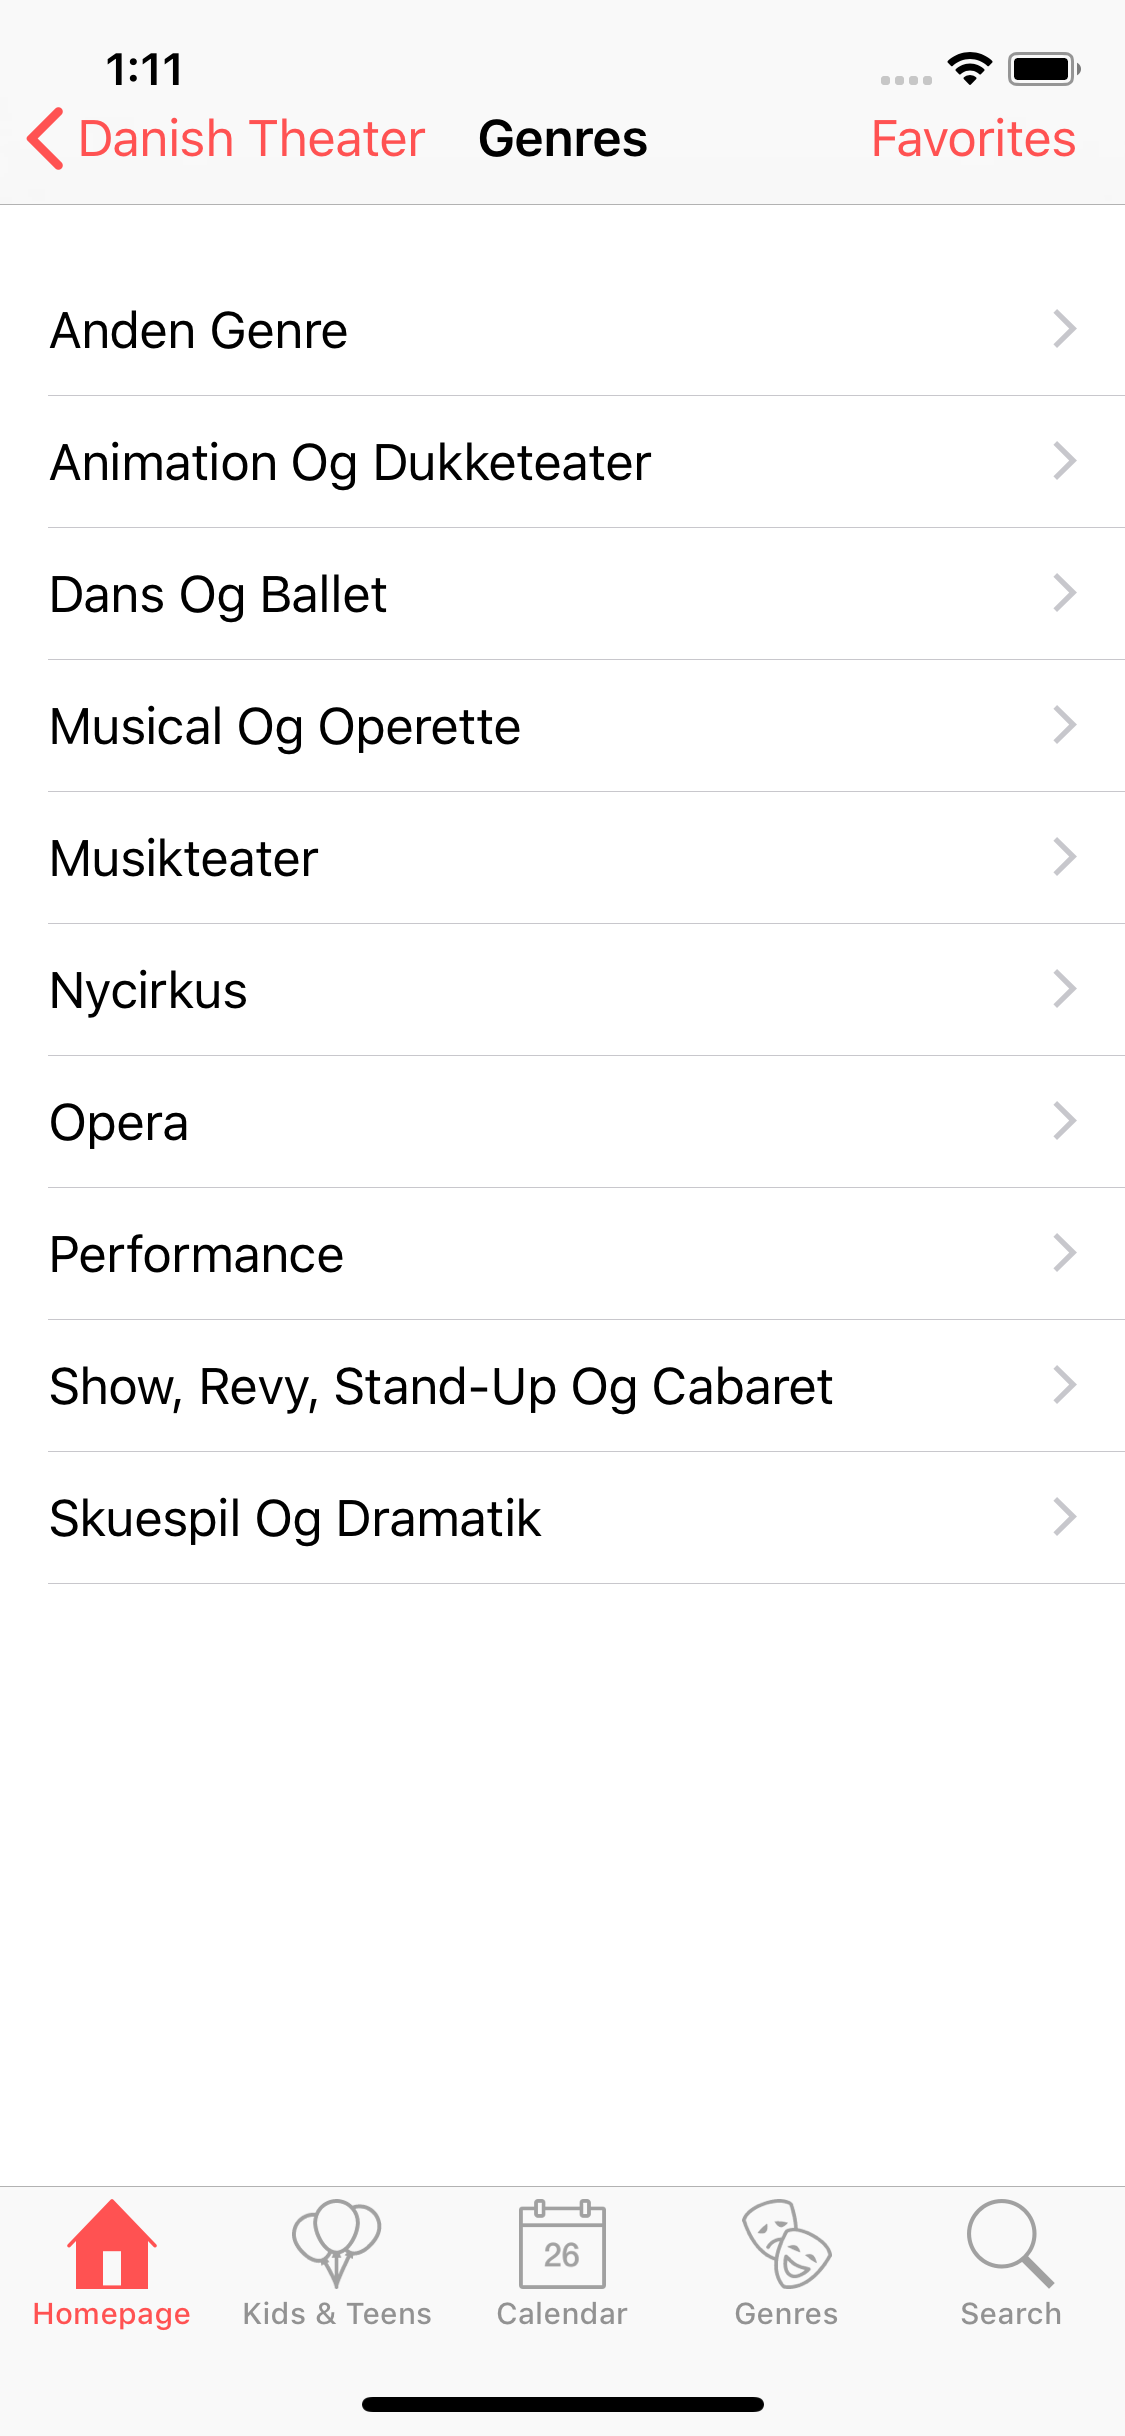 1:11
Danish Theater Genres Favorites
Anden Genre
Animation Og Dukketeater
Dans Og Ballet
Musical Og Operette
Musikteater
Nycirkus
Opera
Performance
Show, Revy, Stand-Up Og Cabaret
Skuespil Og Dramatik
26
Homepage Kids & Teens Calendar Genres Search